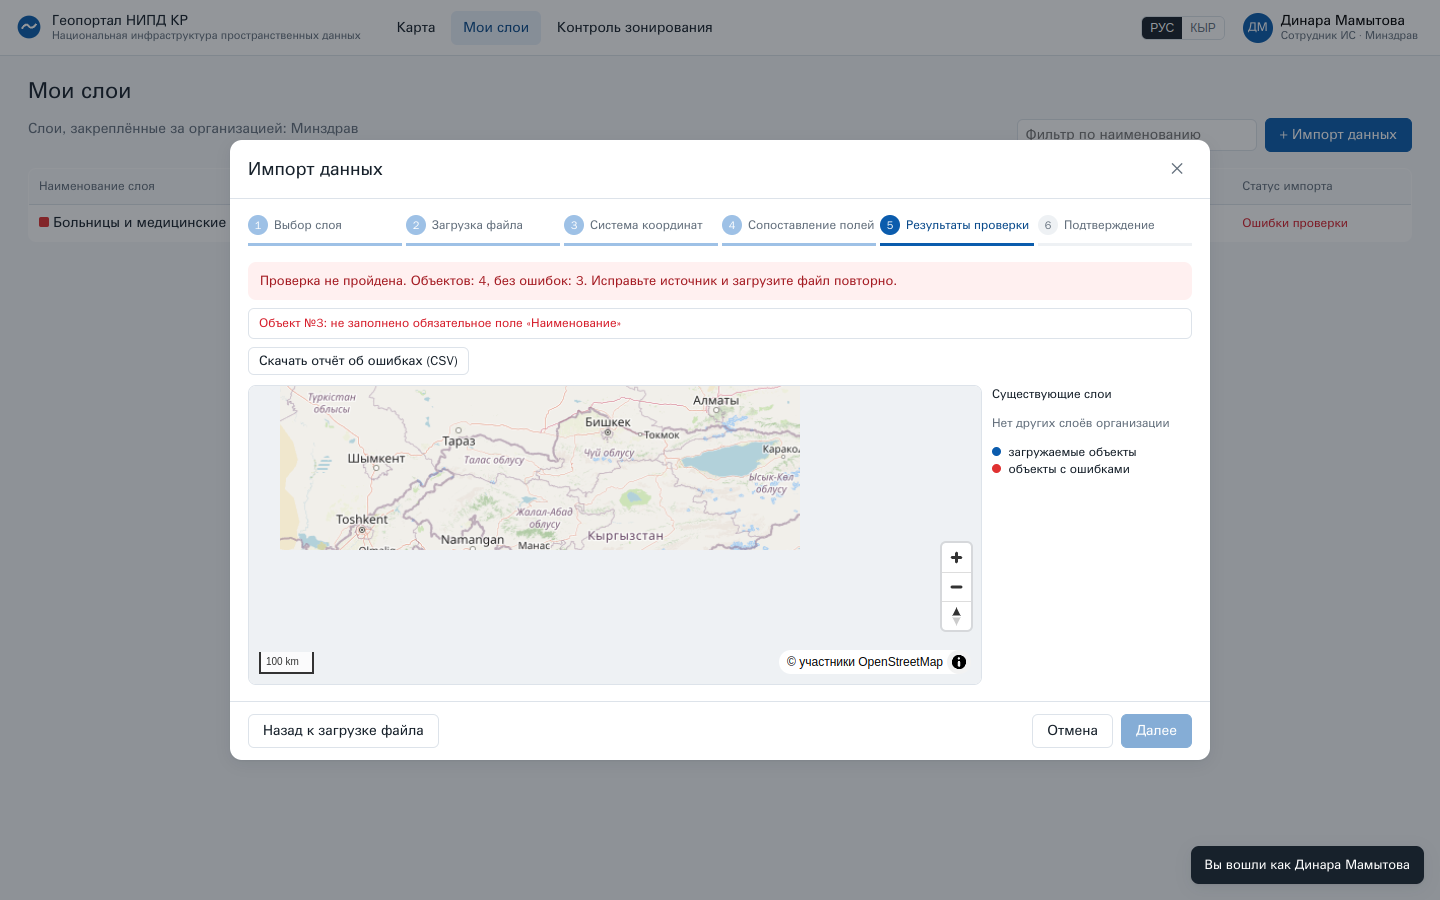 Геопортал НИПД КР
Национальная инфраструктура пространственных данных
Карта
Мои слои
Контроль зонирования
РУС
КЫР
ДМ
Динара Мамытова
Сотрудник ИС · Минздрав
Мои слои
Слои, закреплённые за организацией: Минздрав
Фильтр по наименованию
+ Импорт данных
Наименование слоя
Статус импорта
Больницы и медицинские
Ошибки проверки
Импорт данных
1 Выбор слоя
2 Загрузка файла
3 Система координат
4 Сопоставление полей
5 Результаты проверки
6 Подтверждение
Проверка не пройдена. Объектов: 4, без ошибок: 3. Исправьте источник и загрузите файл повторно.
Объект №3: не заполнено обязательное поле «Наименование»
Скачать отчёт об ошибках (CSV)
Түркістан
облысы
Алматы
Бишкек
Токмок
Тараз
Чуй облусу
Талас облусу
Шымкент
Карако
Ысык-Көл
облусу
Жалал-Абад
облусу
Toshkent
Кыргызстан
Namangan
Манас
Olmaliq
100 km
© участники OpenStreetMap
Существующие слои
Нет других слоёв организации
загружаемые объекты
объекты с ошибками
Назад к загрузке файла
Отмена
Далее
Вы вошли как Динара Мамытова